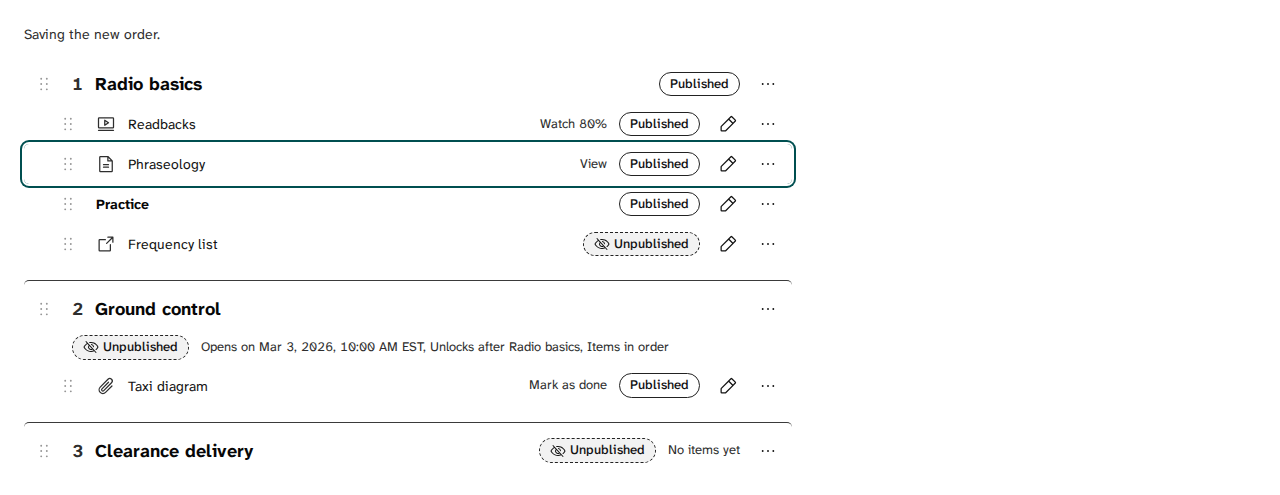 Saving the new order.
1 Radio basics Published
Readbacks Watch 80% Published
Phraseology View Published
Practice Published
Frequency list Unpublished
2 Ground control
Unpublished Opens on Mar 3, 2026, 10:00 AM EST, Unlocks after Radio basics, Items in order
Taxi diagram Mark as done Published
3 Clearance delivery Unpublished No items yet